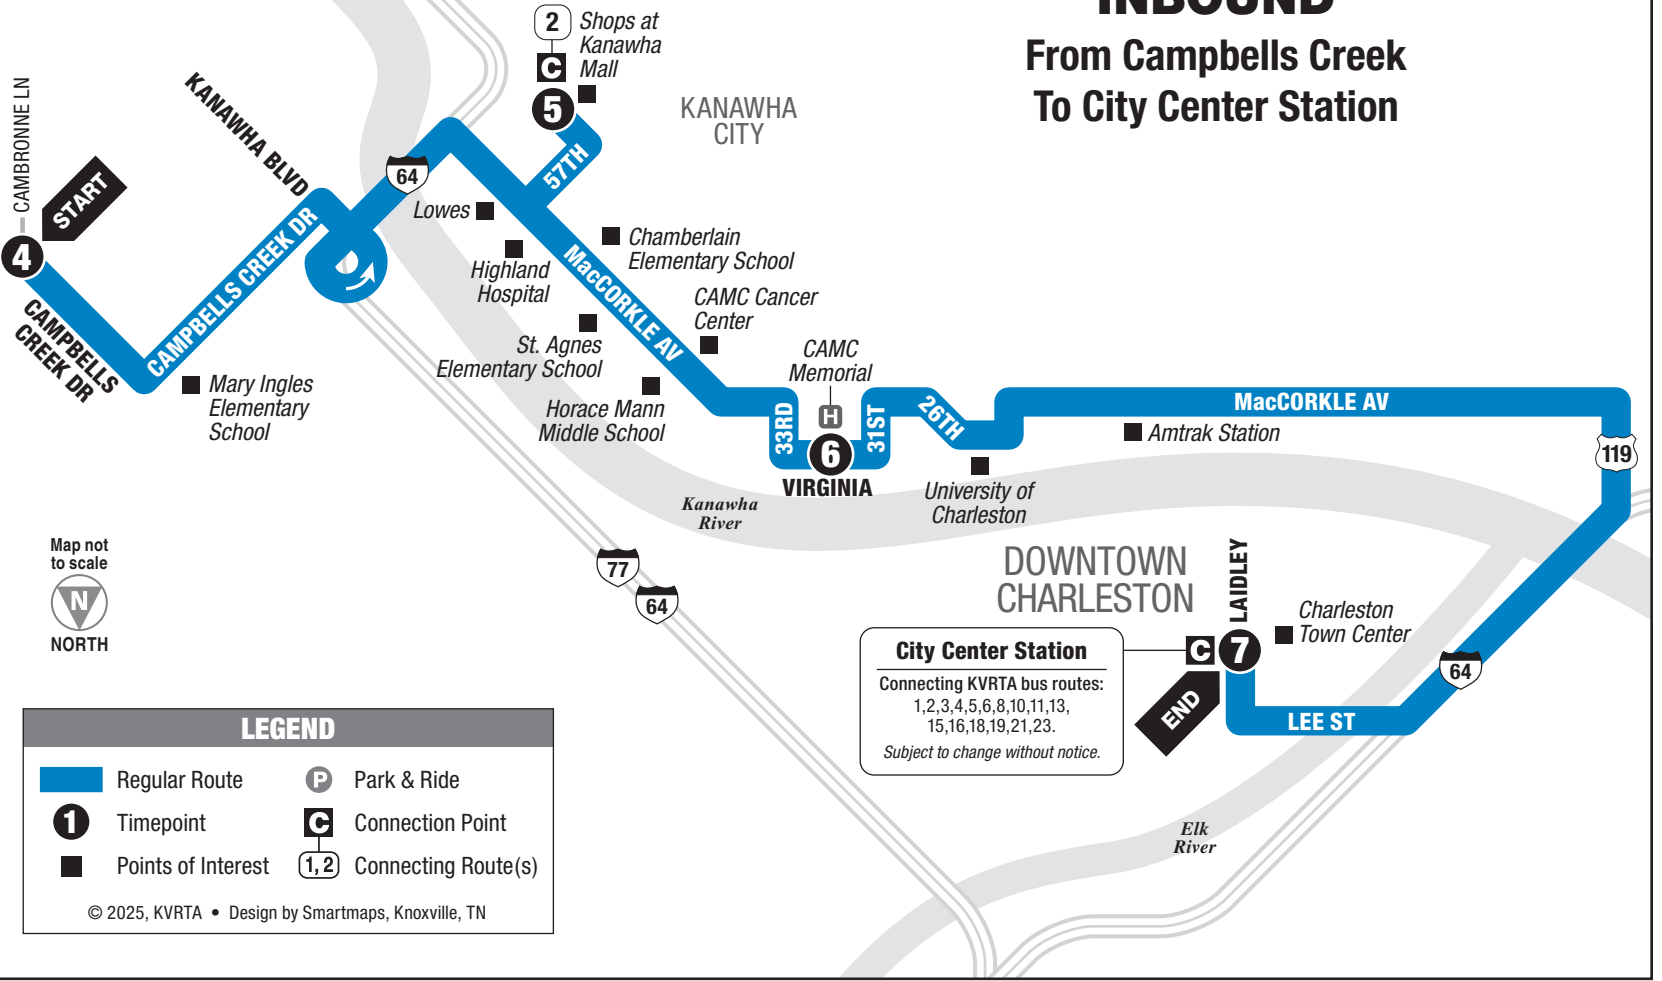 INBOUND
From Campbells Creek
To City Center Station
2
Shops at
Kanawha
Mall
C
5
KANAWHA
CITY
CAMBRONNE LN
KANAWHA BLVD
START
4
64
57TH
Lowes
CAMPBELLS CREEK DR
CAMPBELLS
CREEK DR
Mary Ingles
Elementary
School
Highland
Hospital
MacCORKLE AV
Chamberlain
Elementary School
CAMC Cancer
Center
St. Agnes
Elementary School
Horace Mann
Middle School
CAMC
Memorial
H
33RD
6
31ST
VIRGINIA
26TH
MacCORKLE AV
Amtrak Station
119
University of
Charleston
Kanawha
River
Map not
to scale
N
NORTH
77
64
DOWNTOWN
CHARLESTON
LAIDLEY
Charleston
Town Center
C
7
64
END
LEE ST
City Center Station
Connecting KVRTA bus routes:
1,2,3,4,5,6,8,10,11,13,
15,16,18,19,21,23.
Subject to change without notice.
Elk
River
LEGEND
Regular Route
P
Park & Ride
1
Timepoint
C
Connection Point
Points of Interest
1,2
Connecting Route(s)
© 2025, KVRTA • Design by Smartmaps, Knoxville, TN